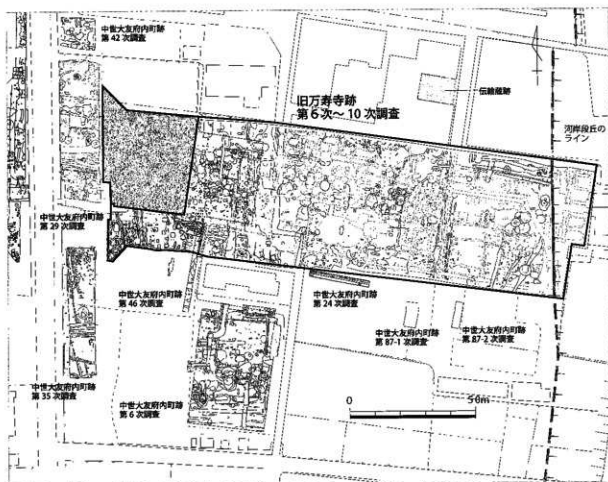 中世大友府内町跡
第42次調査
旧万寿寺跡
第6次～10次調査
伝鐘蔵跡
河岸段丘の
ライン
中世大友府内町跡
第29次調査
中世大友府内町跡
第46次調査
中世大友府内町跡
第24次調査
中世大友府内町跡
第87-1次調査
中世大友府内町跡
第87-2次調査
中世大友府内町跡
第35次調査
中世大友府内町跡
第6次調査
0
50m